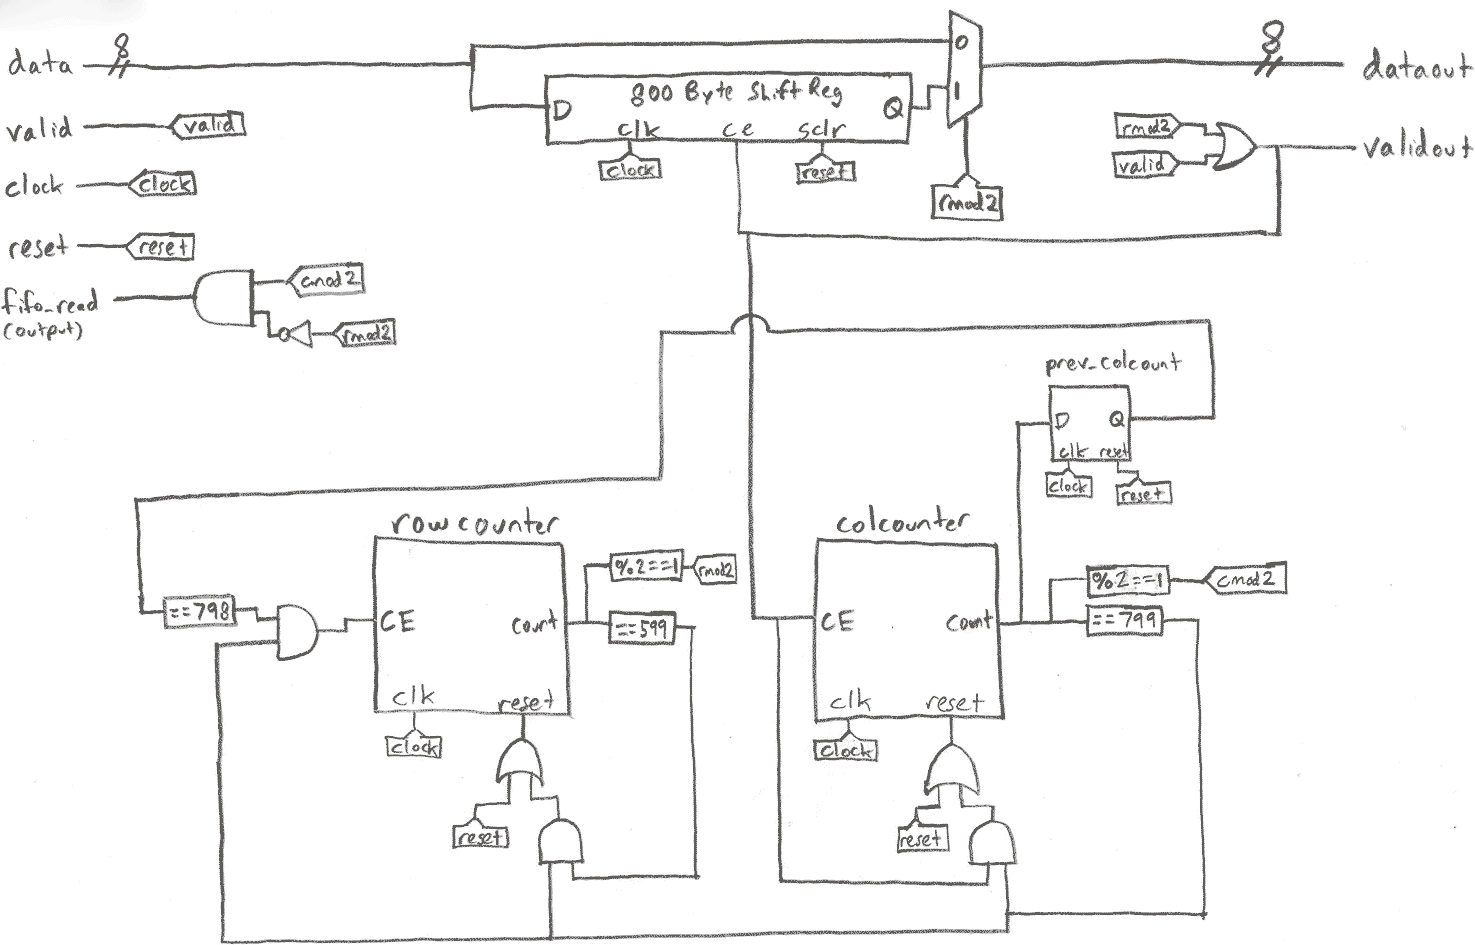 data
8
valid
valid
clock
clock
reset
reset
fifo_read
(output)
cmod2
rmod2
800 Byte Shift Reg
D
Q
clk
ce
sclr
clock
reset
0
1
rmod2
8
dataout
rmod2
valid
validout
prev_colcount
D
Q
clk
reset
clock
reset
rowcounter
==798
CE
count
clk
reset
clock
reset
%2==1
rmod2
==599
colcounter
CE
count
clk
reset
clock
reset
%2==1
cmod2
==799